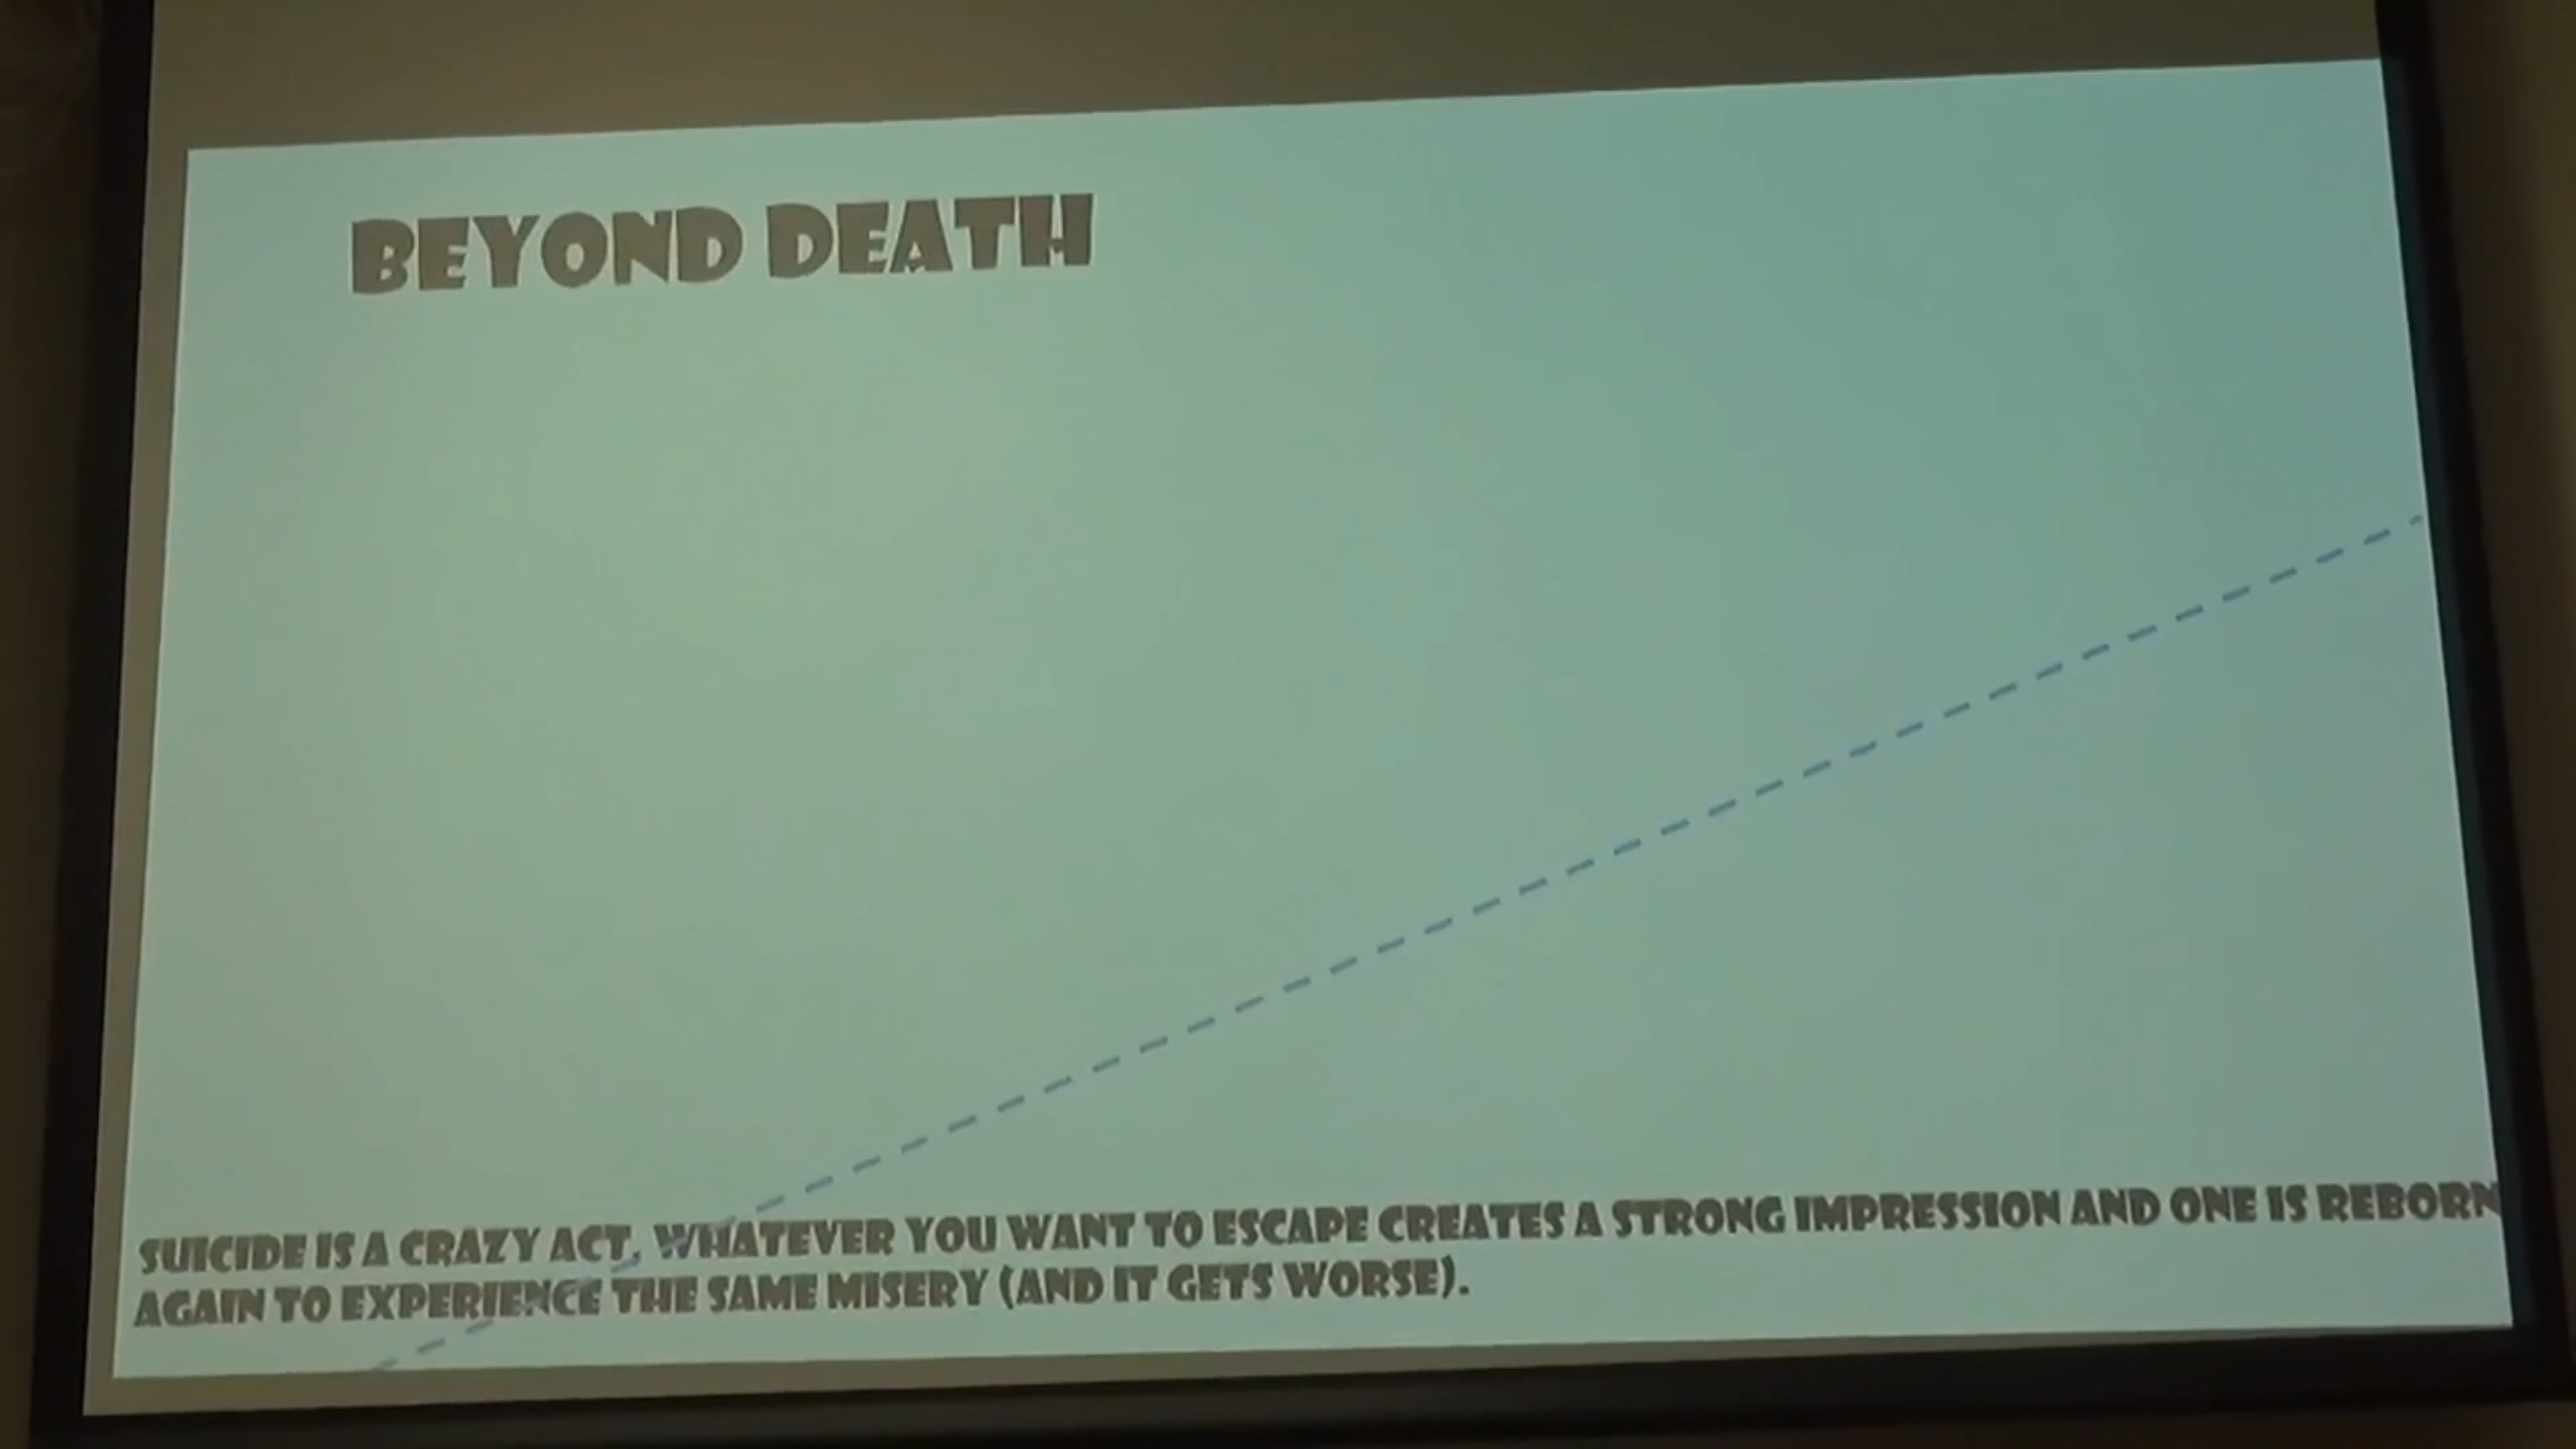 BEYOND DEATH
SUICIDE IS A CRAZY ACT. WHATEVER YOU WANT TO ESCAPE CREATES A STRONG IMPRESSION AND ONE IS REBORN
AGAIN TO EXPERIENCE THE SAME MISERY (AND IT GETS WORSE).